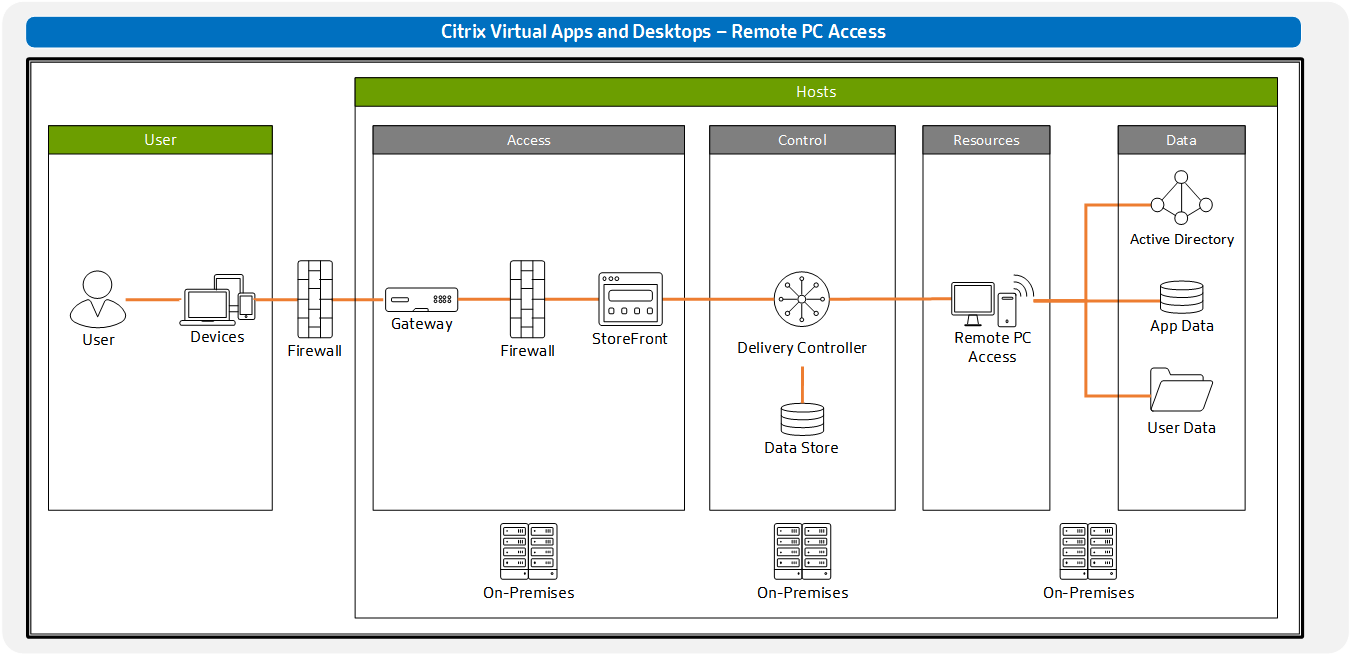 Citrix Virtual Apps and Desktops – Remote PC Access
Hosts
User
Access
Control
Resources
Data
User
Devices
Firewall
Gateway
Firewall
StoreFront
Delivery Controller
Data Store
Remote PC
Access
Active Directory
App Data
User Data
On-Premises
On-Premises
On-Premises